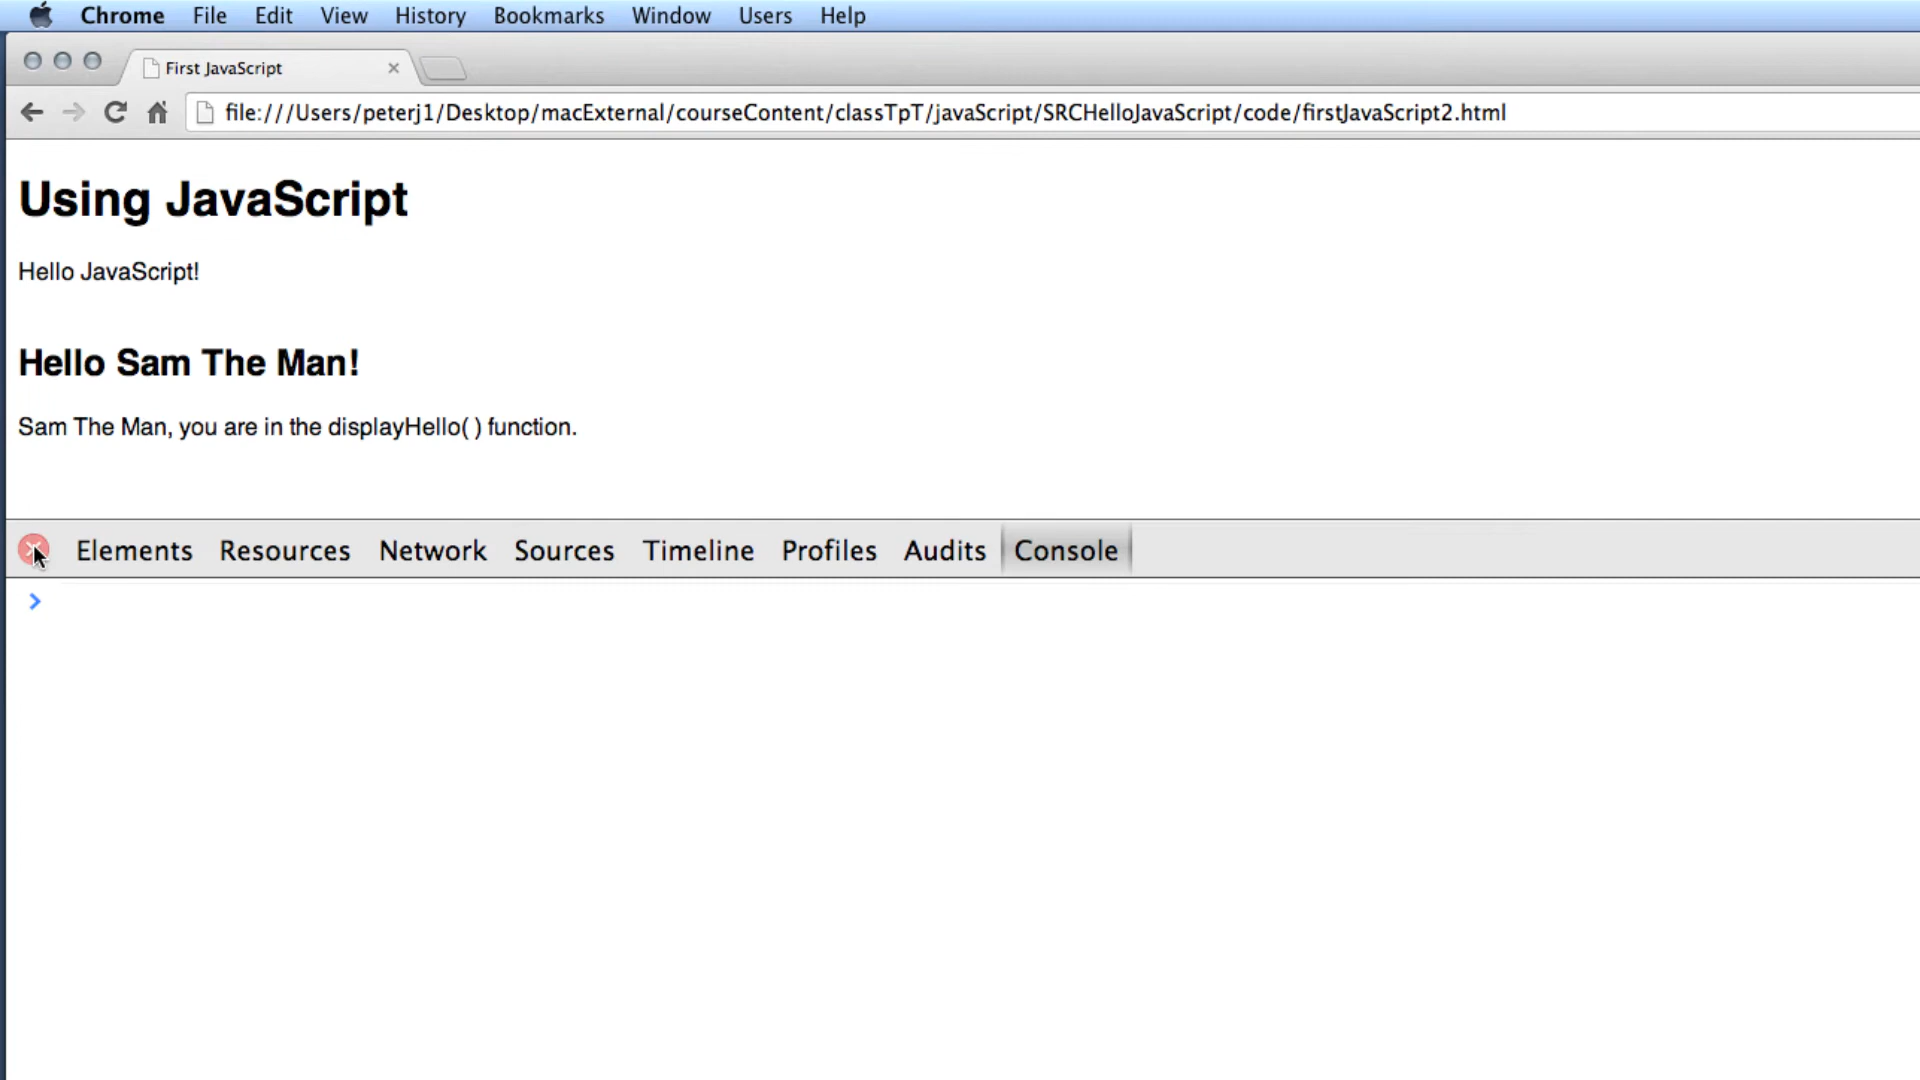 Chrome File Edit View History Bookmarks Window Users Help
First JavaScript
file:///Users/peterj1/Desktop/macExternal/courseContent/classTpT/javaScript/SRCHelloJavaScript/code/firstJavaScript2.html
Using JavaScript
Hello JavaScript!
Hello Sam The Man!
Sam The Man, you are in the displayHello( ) function.
Elements Resources Network Sources Timeline Profiles Audits Console